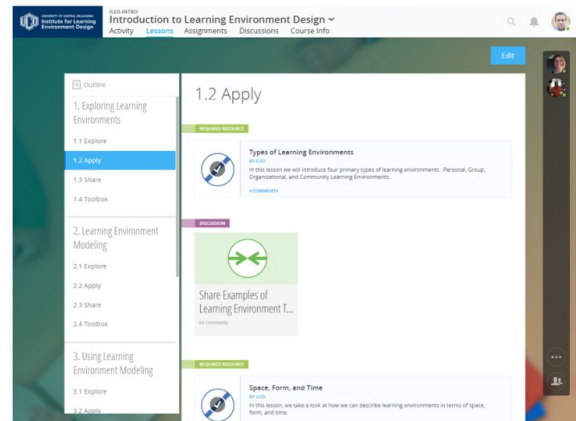 UNIVERSITY OF CENTRAL OKLAHOMA
Institute for Learning
Environment Design
ILED-INTRO
Introduction to Learning Environment Design
Activity Lessons Assignments Discussions Course Info
Edit
Outline
1. Exploring Learning
Environments
1.1 Explore
1.2 Apply
1.3 Share
1.4 Toolbox
2. Learning Environment
Modeling
2.1 Explore
2.2 Apply
2.3 Share
2.4 Toolbox
3. Using Learning
Environment Modeling
3.1 Explore
3.2 Apply
1.2 Apply
REQUIRED RESOURCE
Types of Learning Environments
BY ILED
In this lesson we will introduce four primary types of learning environments : Personal, Group,
Organizational, and Community Learning Environments.
4 COMMENTS
DISCUSSION
Share Examples of
Learning Environment T...
Comments
REQUIRED RESOURCE
Space, Form, and Time
BY ILED
In this lesson, we take a look at how we can describe learning environments in terms of space,
form, and time.